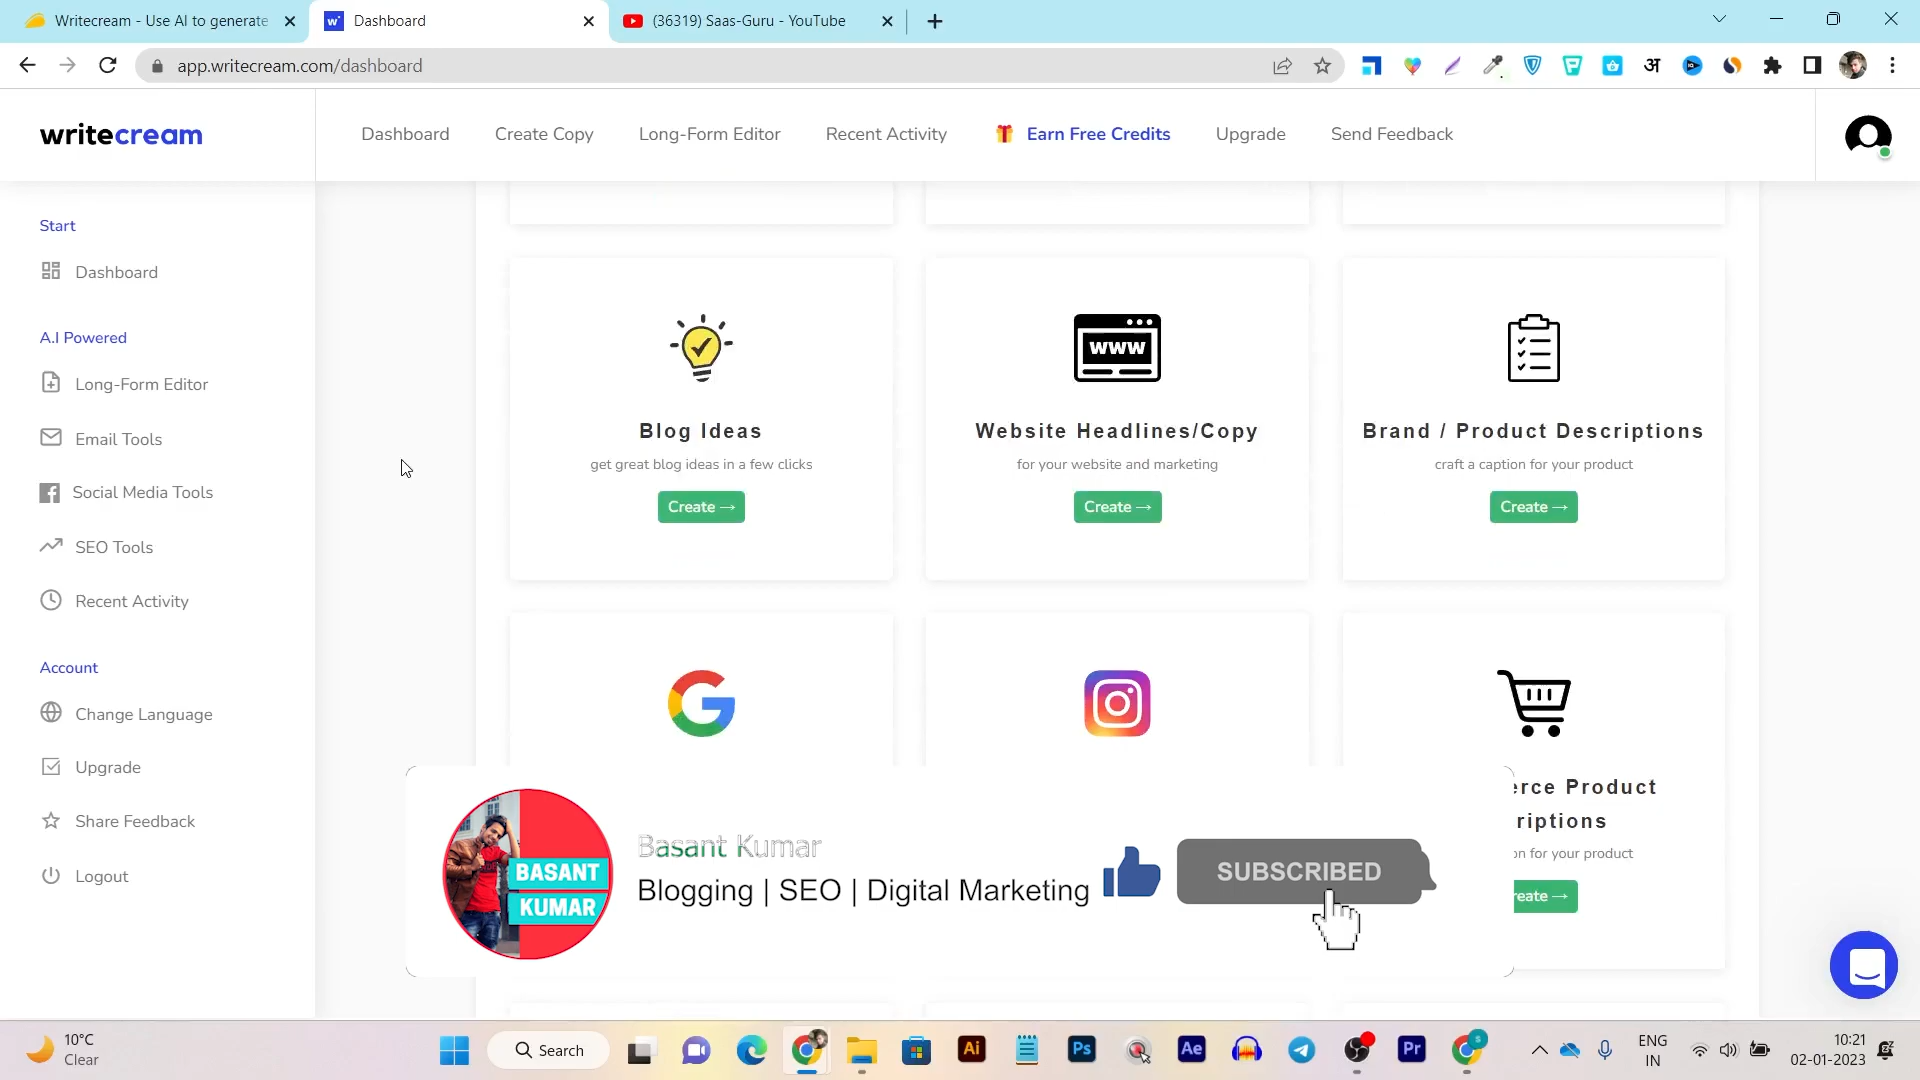 Writecream - Use AI to generate
Dashboard
(36319) Saas-Guru - YouTube
app.writecream.com/dashboard
writecream
Dashboard
Create Copy
Long-Form Editor
Recent Activity
Earn Free Credits
Upgrade
Send Feedback
Start
Dashboard
A.I Powered
Long-Form Editor
Email Tools
Social Media Tools
SEO Tools
Recent Activity
Account
Change Language
Upgrade
Share Feedback
Logout
Blog Ideas
get great blog ideas in a few clicks
Create →
WWW
Website Headlines/Copy
for your website and marketing
Create →
Brand / Product Descriptions
craft a caption for your product
Create →
erce Product
riptions
on for your product
reate →
BASANT
KUMAR
Basant Kumar
Blogging | SEO | Digital Marketing
SUBSCRIBED
10°C
Clear
Search
Ai
Ps
Ae
Pr
ENG
IN
10:21
02-01-2023